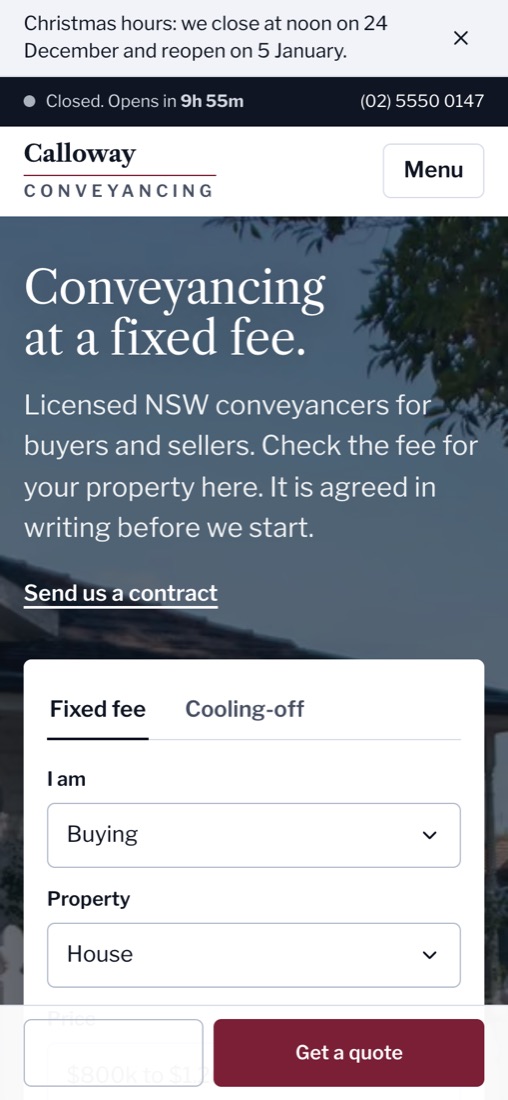 Christmas hours: we close at noon on 24
December and reopen on 5 January.
Closed. Opens in 9h 55m
(02) 5550 0147
Calloway
CONVEYANCING
Menu
Conveyancing
at a fixed fee.
Licensed NSW conveyancers for
buyers and sellers. Check the fee for
your property here. It is agreed in
writing before we start.
Send us a contract
Fixed fee
Cooling-off
I am
Buying
Property
House
Price
Get a quote